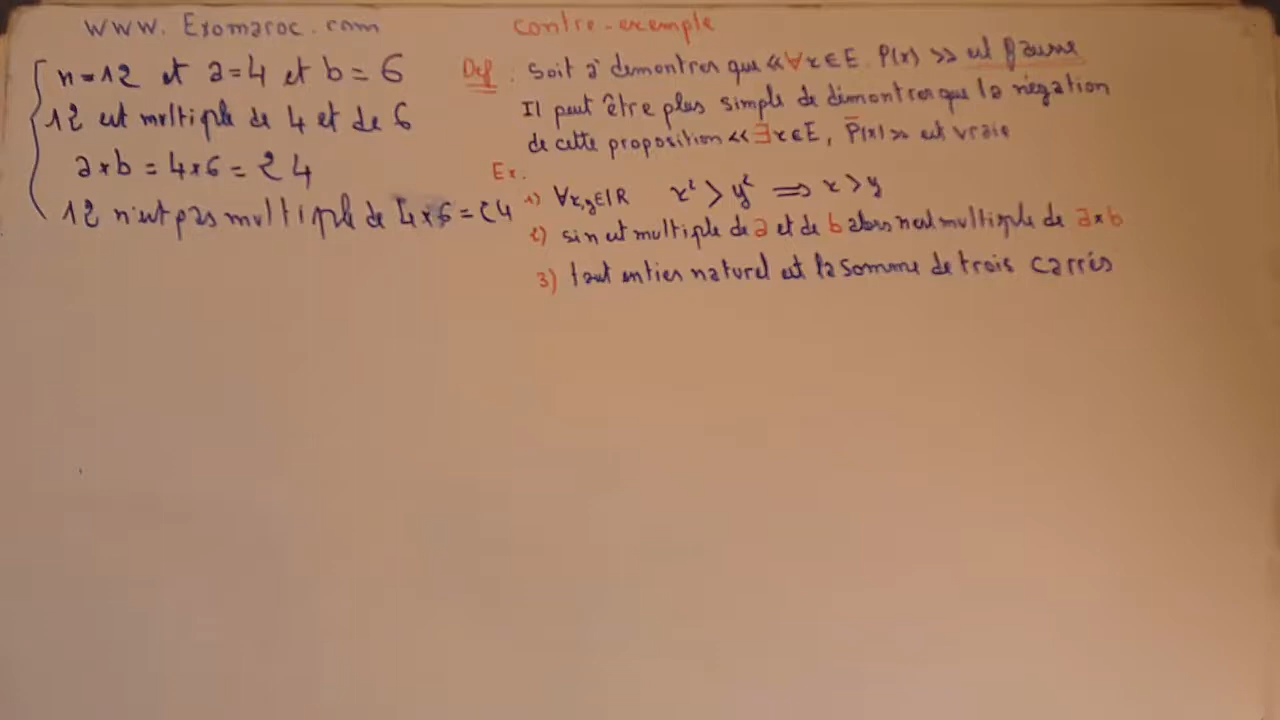 www.Exomaroc.com
n=12 et a=4 et b=6
12 est multiple de 4 et de 6
a×b=4×6=24
12 n'est pas multiple de 4×6=24
contre-exemple
Def. Soit à demontrer que «∀x∈E P(x)» est fausse
Il peut être plus simple de démontrer que la négation
de cette proposition «∃x∈E, P̄(x)» est vraie
Ex.
1) ∀x,y∈IR x²>y² ⟹ x>y
2) si n est multiple de a et de b alors n est multiple de a×b
3) tout entier naturel est la somme de trois carrés